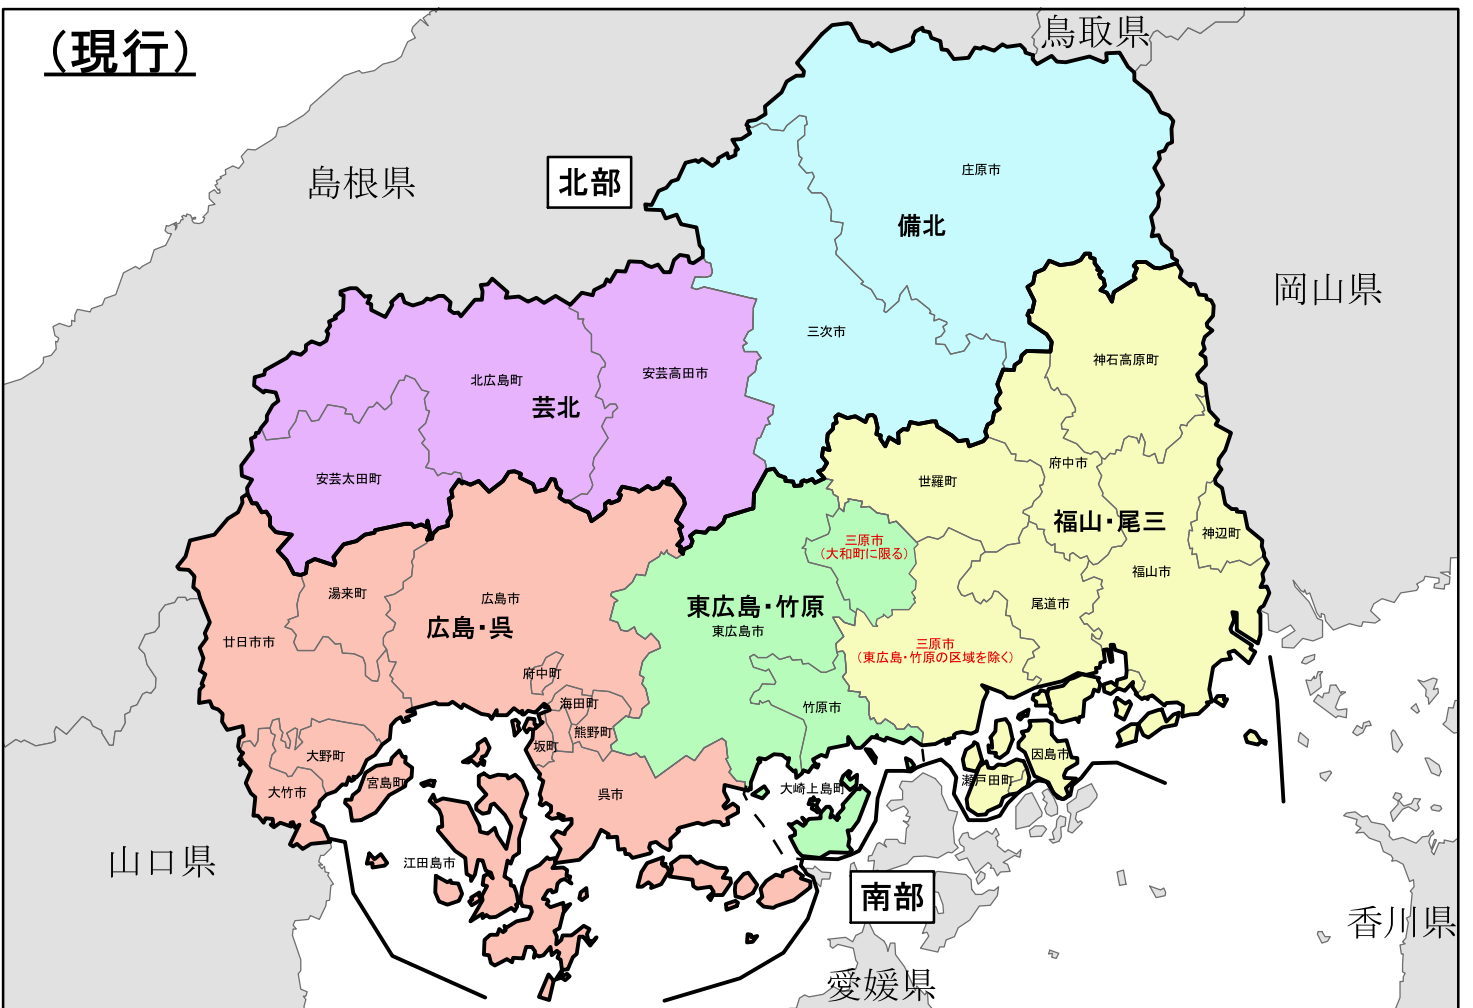 （現行）
鳥取県
島根県
北部
庄原市
備北
岡山県
三次市
神石高原町
安芸高田市
北広島町
芸北
府中市
安芸太田町
世羅町
福山・尾三
神辺町
三原市
（大和町に限る）
福山市
湯来町
広島市
東広島・竹原
尾道市
広島・呉
東広島市
廿日市市
三原市
（東広島・竹原の区域を除く）
府中町
海田町
竹原市
熊野町
坂町
大野町
因島市
宮島町
瀬戸田町
大竹市
呉市
大崎上島町
江田島市
山口県
南部
香川県
愛媛県